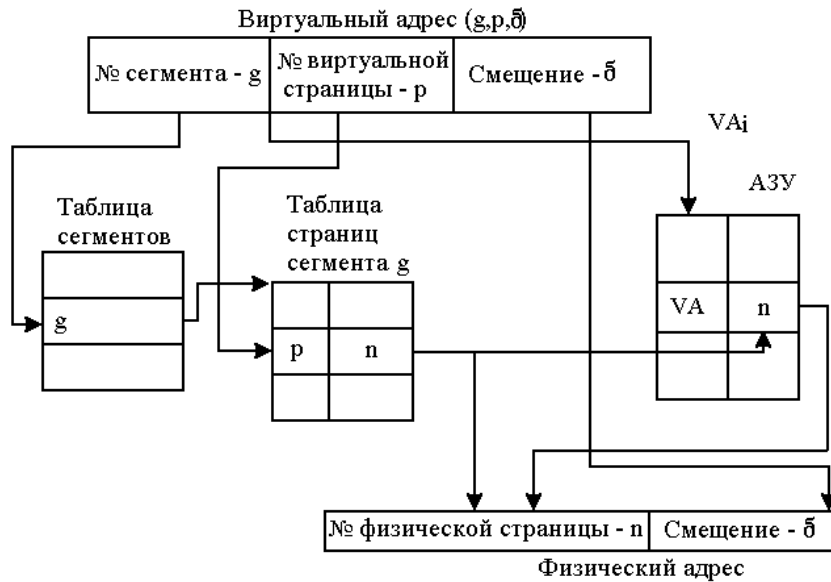 Виртуальный адрес (g,p,δ)
№ сегмента - g
№ виртуальной
страницы - p
Смещение - δ
VAi
АЗУ
Таблица
сегментов
Таблица
страниц
сегмента g
g
p
n
VA
n
№ физической страницы - n
Смещение - δ
Физический адрес